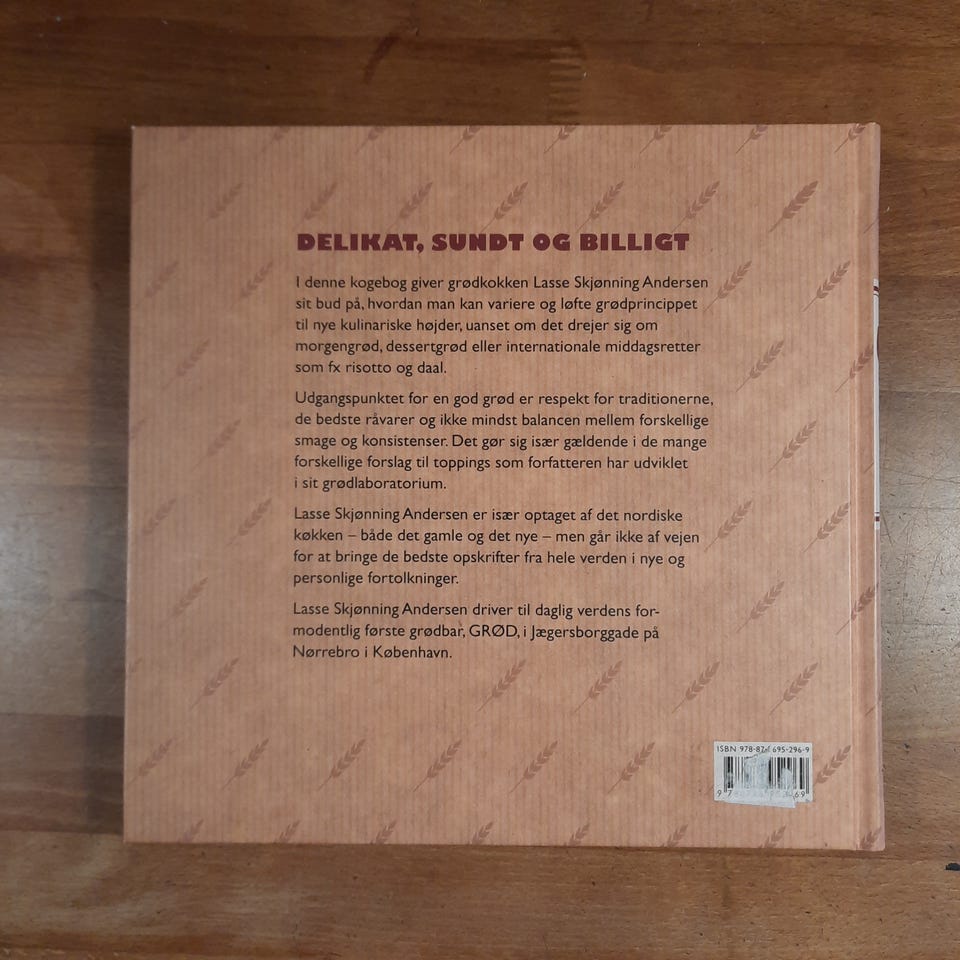 DELIKAT, SUNDT OG BILLIGT
I denne kogebog giver grødkokken Lasse Skjønning Andersen
sit bud på, hvordan man kan variere og løfte grødprincippet
til nye kulinariske højder, uanset om det drejer sig om
morgengrød, dessertgrød eller internationale middagsretter
som fx risotto og daal.
Udgangspunktet for en god grød er respekt for traditionerne,
de bedste råvarer og ikke mindst balancen mellem forskellige
smage og konsistenser. Det gør sig især gældende i de mange
forskellige forslag til toppings som forfatteren har udviklet
i sit grødlaboratorium.
Lasse Skjønning Andersen er især optaget af det nordiske
køkken – både det gamle og det nye – men går ikke af vejen
for at bringe de bedste opskrifter fra hele verden i nye og
personlige fortolkninger.
Lasse Skjønning Andersen driver til daglig verdens for-
modentlig første grødbar, GRØD, i Jægersborggade på
Nørrebro i København.
ISBN